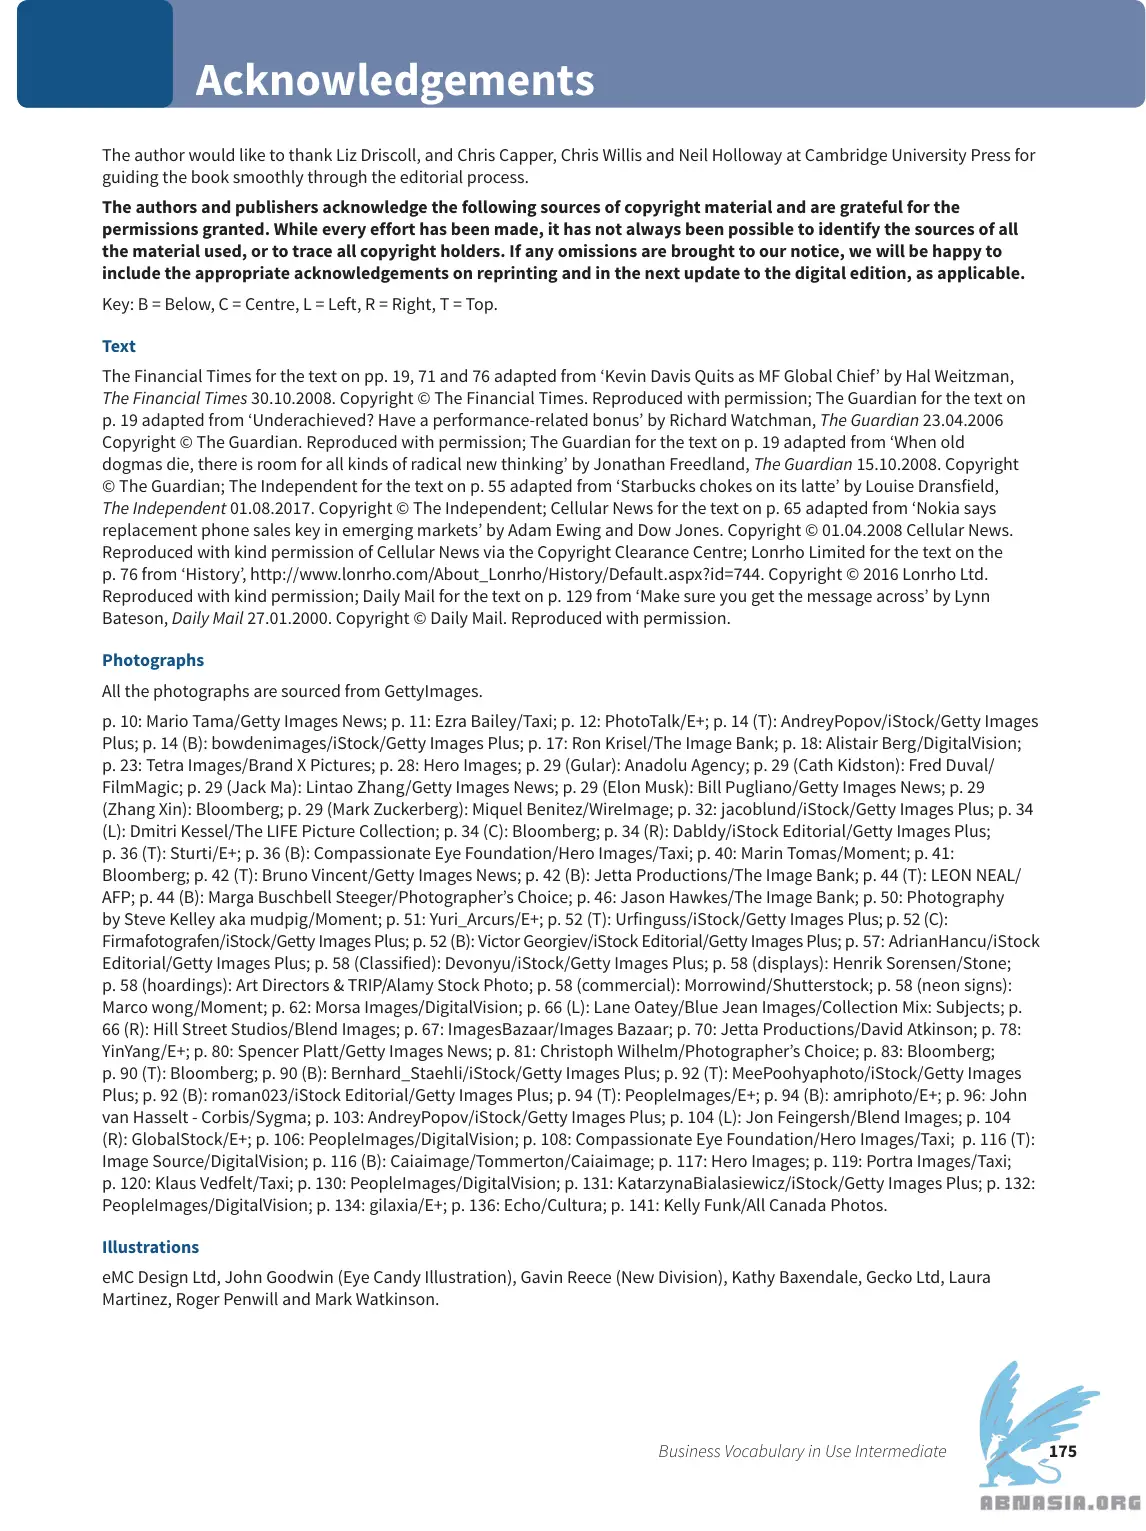 Acknowledgements
The author would like to thank Liz Driscoll, and Chris Capper, Chris Willis and Neil Holloway at Cambridge University Press for
guiding the book smoothly through the editorial process.
The authors and publishers acknowledge the following sources of copyright material and are grateful for the
permissions granted. While every effort has been made, it has not always been possible to identify the sources of all
the material used, or to trace all copyright holders. If any omissions are brought to our notice, we will be happy to
include the appropriate acknowledgements on reprinting and in the next update to the digital edition, as applicable.
Key: B = Below, C = Centre, L = Left, R = Right, T = Top.
Text
The Financial Times for the text on pp. 19, 71 and 76 adapted from ‘Kevin Davis Quits as MF Global Chief’ by Hal Weitzman,
The Financial Times 30.10.2008. Copyright © The Financial Times. Reproduced with permission; The Guardian for the text on
p. 19 adapted from ‘Underachieved? Have a performance-related bonus’ by Richard Watchman, The Guardian 23.04.2006
Copyright © The Guardian. Reproduced with permission; The Guardian for the text on p. 19 adapted from ‘When old
dogmas die, there is room for all kinds of radical new thinking’ by Jonathan Freedland, The Guardian 15.10.2008. Copyright
© The Guardian; The Independent for the text on p. 55 adapted from ‘Starbucks chokes on its latte’ by Louise Dransfield,
The Independent 01.08.2017. Copyright © The Independent; Cellular News for the text on p. 65 adapted from ‘Nokia says
replacement phone sales key in emerging markets’ by Adam Ewing and Dow Jones. Copyright © 01.04.2008 Cellular News.
Reproduced with kind permission of Cellular News via the Copyright Clearance Centre; Lonrho Limited for the text on the
p. 76 from ‘History’, http://www.lonrho.com/About_Lonrho/History/Default.aspx?id=744. Copyright © 2016 Lonrho Ltd.
Reproduced with kind permission; Daily Mail for the text on p. 129 from ‘Make sure you get the message across’ by Lynn
Bateson, Daily Mail 27.01.2000. Copyright © Daily Mail. Reproduced with permission.
Photographs
All the photographs are sourced from GettyImages.
p. 10: Mario Tama/Getty Images News; p. 11: Ezra Bailey/Taxi; p. 12: PhotoTalk/E+; p. 14 (T): AndreyPopov/iStock/Getty Images
Plus; p. 14 (B): bowdenimages/iStock/Getty Images Plus; p. 17: Ron Krisel/The Image Bank; p. 18: Alistair Berg/DigitalVision;
p. 23: Tetra Images/Brand X Pictures; p. 28: Hero Images; p. 29 (Gular): Anadolu Agency; p. 29 (Cath Kidston): Fred Duval/
FilmMagic; p. 29 (Jack Ma): Lintao Zhang/Getty Images News; p. 29 (Elon Musk): Bill Pugliano/Getty Images News; p. 29
(Zhang Xin): Bloomberg; p. 29 (Mark Zuckerberg): Miquel Benitez/WireImage; p. 32: jacoblund/iStock/Getty Images Plus; p. 34
(L): Dmitri Kessel/The LIFE Picture Collection; p. 34 (C): Bloomberg; p. 34 (R): Dabldy/iStock Editorial/Getty Images Plus;
p. 36 (T): Sturti/E+; p. 36 (B): Compassionate Eye Foundation/Hero Images/Taxi; p. 40: Marin Tomas/Moment; p. 41:
Bloomberg; p. 42 (T): Bruno Vincent/Getty Images News; p. 42 (B): Jetta Productions/The Image Bank; p. 44 (T): LEON NEAL/
AFP; p. 44 (B): Marga Buschbell Steeger/Photographer’s Choice; p. 46: Jason Hawkes/The Image Bank; p. 50: Photography
by Steve Kelley aka mudpig/Moment; p. 51: Yuri_Arcurs/E+; p. 52 (T): Urfinguss/iStock/Getty Images Plus; p. 52 (C):
Firmafotografen/iStock/Getty Images Plus; p. 52 (B): Victor Georgiev/iStock Editorial/Getty Images Plus; p. 57: AdrianHancu/iStock
Editorial/Getty Images Plus; p. 58 (Classified): Devonyu/iStock/Getty Images Plus; p. 58 (displays): Henrik Sorensen/Stone;
p. 58 (hoardings): Art Directors & TRIP/Alamy Stock Photo; p. 58 (commercial): Morrowind/Shutterstock; p. 58 (neon signs):
Marco wong/Moment; p. 62: Morsa Images/DigitalVision; p. 66 (L): Lane Oatey/Blue Jean Images/Collection Mix: Subjects; p.
66 (R): Hill Street Studios/Blend Images; p. 67: ImagesBazaar/Images Bazaar; p. 70: Jetta Productions/David Atkinson; p. 78:
YinYang/E+; p. 80: Spencer Platt/Getty Images News; p. 81: Christoph Wilhelm/Photographer’s Choice; p. 83: Bloomberg;
p. 90 (T): Bloomberg; p. 90 (B): Bernhard_Staehli/iStock/Getty Images Plus; p. 92 (T): MeePoohyaphoto/iStock/Getty Images
Plus; p. 92 (B): roman023/iStock Editorial/Getty Images Plus; p. 94 (T): PeopleImages/E+; p. 94 (B): amriphoto/E+; p. 96: John
van Hasselt - Corbis/Sygma; p. 103: AndreyPopov/iStock/Getty Images Plus; p. 104 (L): Jon Feingersh/Blend Images; p. 104
(R): GlobalStock/E+; p. 106: PeopleImages/DigitalVision; p. 108: Compassionate Eye Foundation/Hero Images/Taxi; p. 116 (T):
Image Source/DigitalVision; p. 116 (B): Caiaimage/Tommerton/Caiaimage; p. 117: Hero Images; p. 119: Portra Images/Taxi;
p. 120: Klaus Vedfelt/Taxi; p. 130: PeopleImages/DigitalVision; p. 131: KatarzynaBialasiewicz/iStock/Getty Images Plus; p. 132:
PeopleImages/DigitalVision; p. 134: gilaxia/E+; p. 136: Echo/Cultura; p. 141: Kelly Funk/All Canada Photos.
Illustrations
eMC Design Ltd, John Goodwin (Eye Candy Illustration), Gavin Reece (New Division), Kathy Baxendale, Gecko Ltd, Laura
Martinez, Roger Penwill and Mark Watkinson.
Business Vocabulary in Use Intermediate 175
ABNASIA.ORG